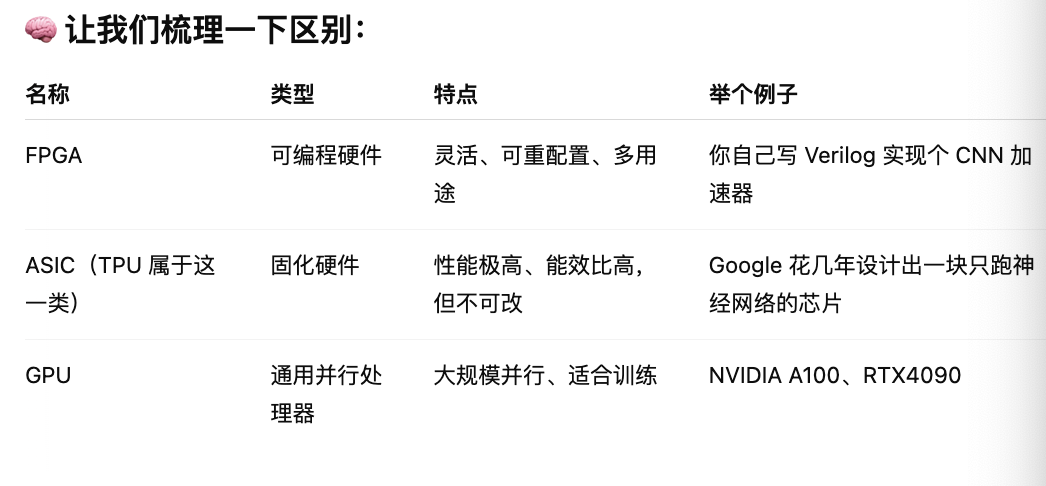 🧠 让我们梳理一下区别：
名称 类型 特点 举个例子
FPGA 可编程硬件 灵活、可重配置、多用途 你自己写 Verilog 实现个 CNN 加速器
ASIC（TPU 属于这一类） 固化硬件 性能极高、能效比高，但不可改 Google 花几年设计出一块只跑神经网络的芯片
GPU 通用并行处理器 大规模并行、适合训练 NVIDIA A100、RTX4090